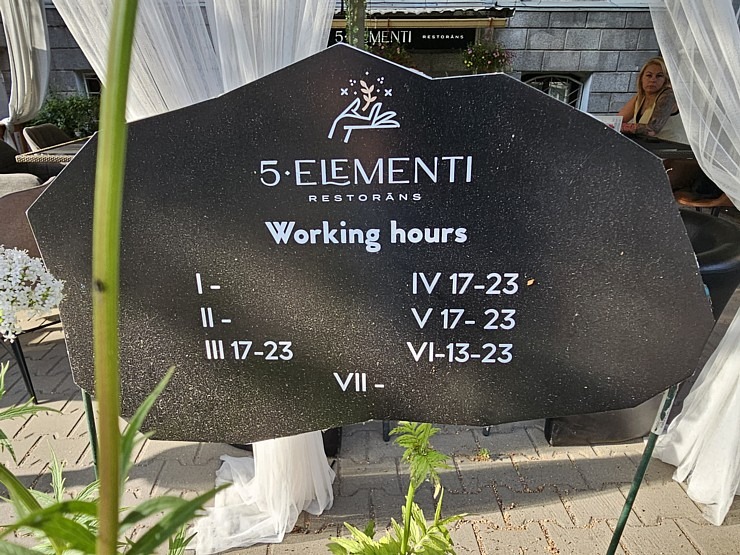 5·ELEMENTI RESTORĀNS
5·ELEMENTI
RESTORĀNS
Working hours
I - IV 17-23
II - V 17- 23
III 17-23 VI-13-23
VII -